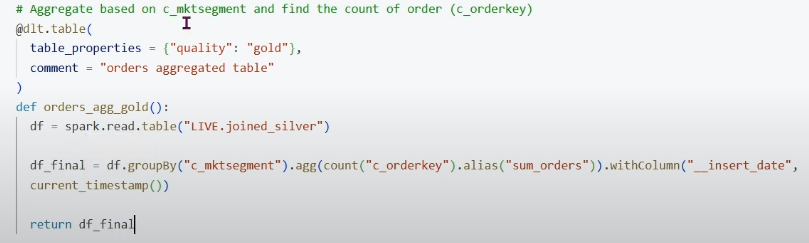 # Aggregate based on c_mktsegment and find the count of order (c_orderkey)
@dlt.table(
table_properties = {"quality": "gold"},
comment = "orders aggregated table"
)
def orders_agg_gold():
df = spark.read.table("LIVE.joined_silver")
df_final = df.groupBy("c_mktsegment").agg(count("c_orderkey").alias("sum_orders")).withColumn("__insert_date",
current_timestamp())
return df_final